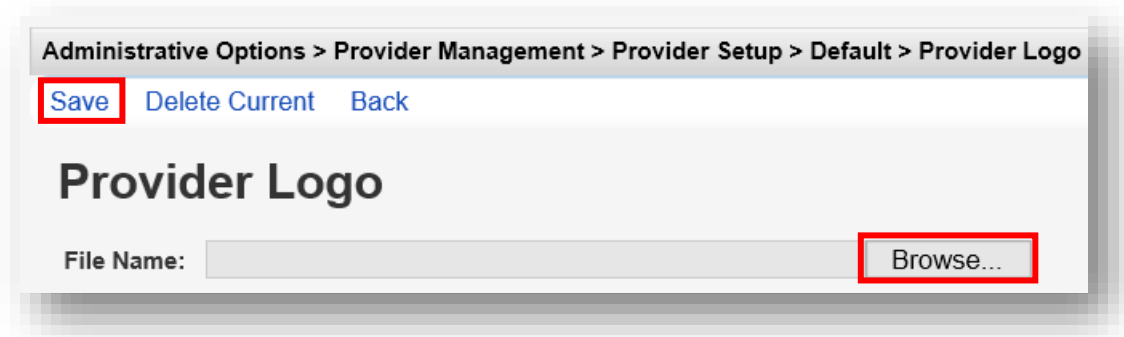 Administrative Options > Provider Management > Provider Setup > Default > Provider Logo
Save Delete Current Back
Provider Logo
File Name: Browse...